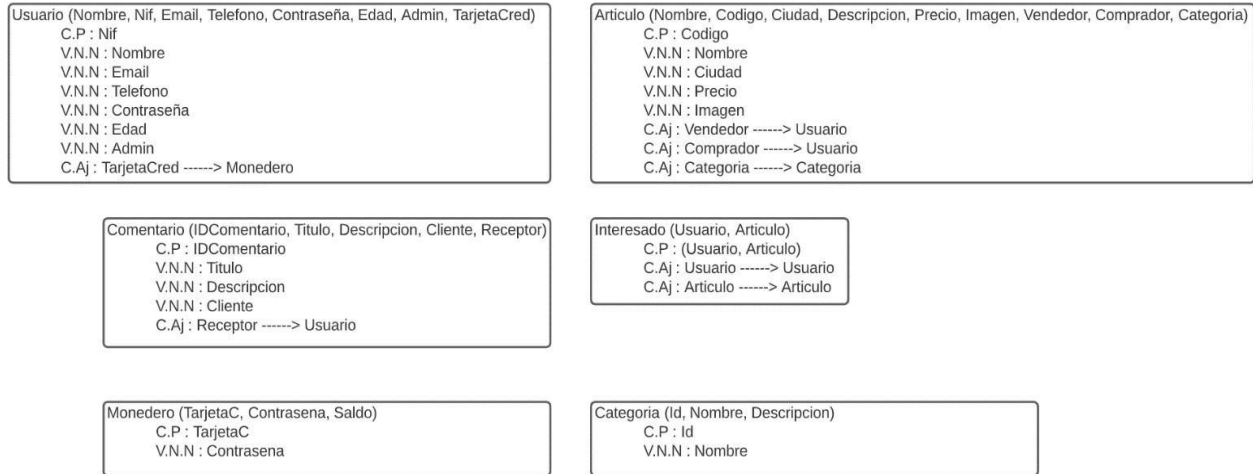 Usuario (Nombre, Nif, Email, Telefono, Contraseña, Edad, Admin, TarjetaCred)
C.P : Nif
V.N.N : Nombre
V.N.N : Email
V.N.N : Telefono
V.N.N : Contraseña
V.N.N : Edad
V.N.N : Admin
C.Aj : TarjetaCred ------> Monedero
Articulo (Nombre, Codigo, Ciudad, Descripcion, Precio, Imagen, Vendedor, Comprador, Categoria)
C.P : Codigo
V.N.N : Nombre
V.N.N : Ciudad
V.N.N : Precio
V.N.N : Imagen
C.Aj : Vendedor ------> Usuario
C.Aj : Comprador ------> Usuario
C.Aj : Categoria ------> Categoria
Comentario (IDComentario, Titulo, Descripcion, Cliente, Receptor)
C.P : IDComentario
V.N.N : Titulo
V.N.N : Descripcion
V.N.N : Cliente
C.Aj : Receptor ------> Usuario
Interesado (Usuario, Articulo)
C.P : (Usuario, Articulo)
C.Aj : Usuario ------> Usuario
C.Aj : Articulo ------> Articulo
Monedero (TarjetaC, Contrasena, Saldo)
C.P : TarjetaC
V.N.N : Contrasena
Categoria (Id, Nombre, Descripcion)
C.P : Id
V.N.N : Nombre